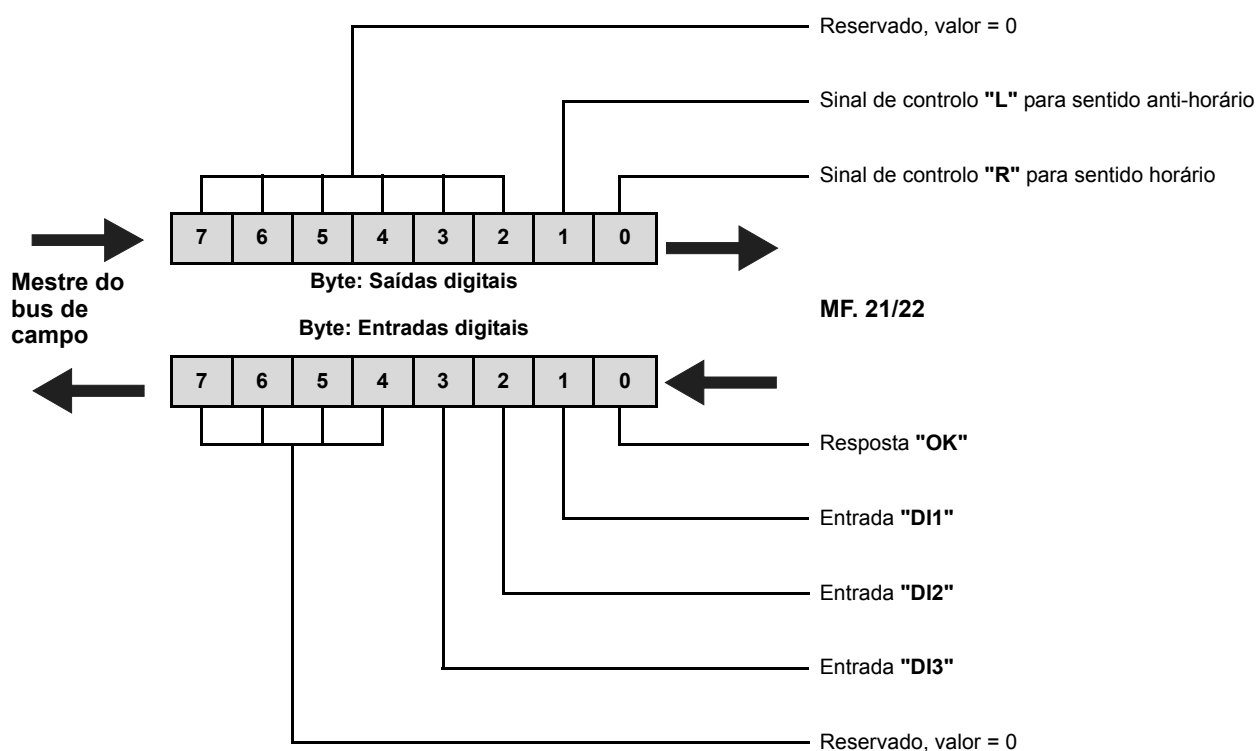 Reservado, valor = 0
Sinal de controlo "L" para sentido anti-horário
Sinal de controlo "R" para sentido horário
7 6 5 4 3 2 1 0
Byte: Saídas digitais
Mestre do
bus de
campo
MF. 21/22
Byte: Entradas digitais
7 6 5 4 3 2 1 0
Resposta "OK"
Entrada "DI1"
Entrada "DI2"
Entrada "DI3"
Reservado, valor = 0